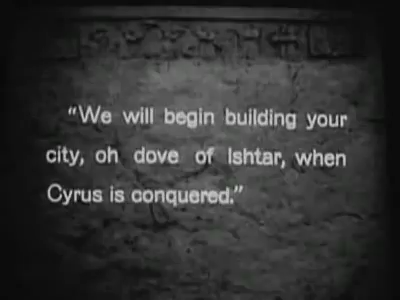 "We will begin building your
city, oh dove of Ishtar, when
Cyrus is conquered."